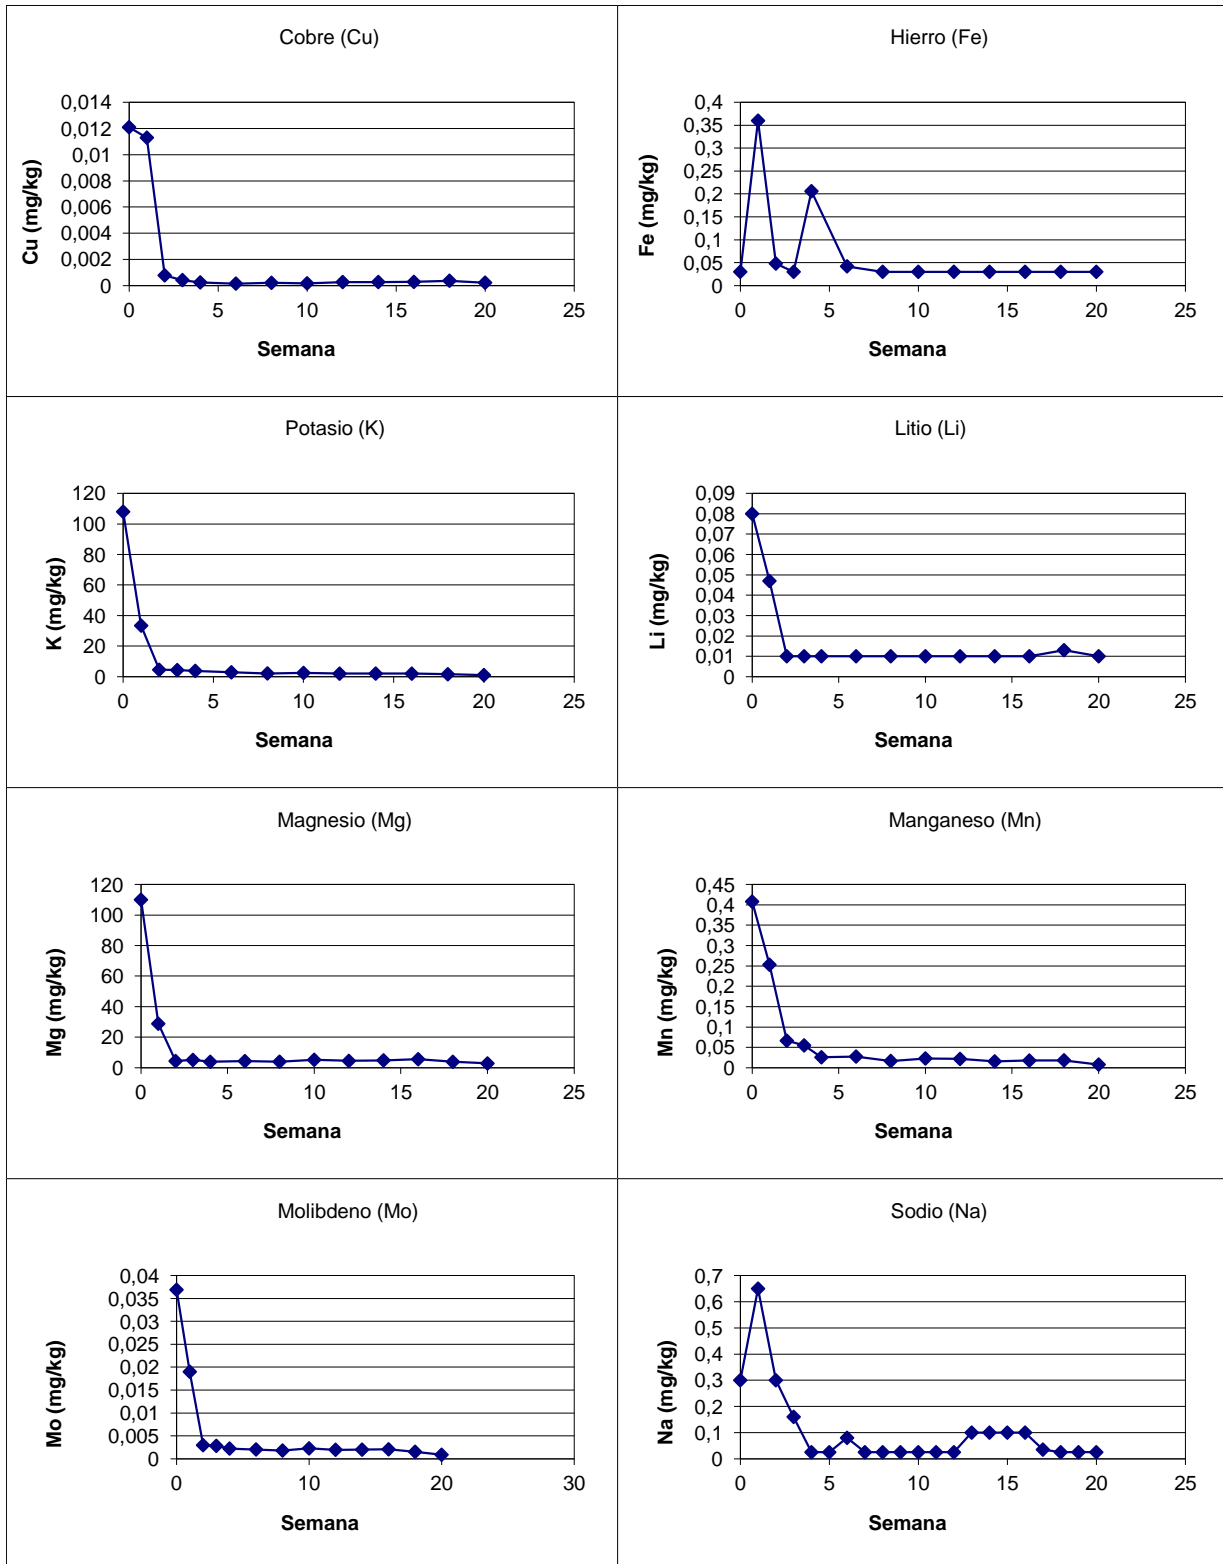 Cobre (Cu)
0,014
0,012
0,01
0,008
0,006
0,004
0,002
0
Cu (mg/kg)
0 5 10 15 20 25
Semana
Hierro (Fe)
0,4
0,35
0,3
0,25
0,2
0,15
0,1
0,05
0
Fe (mg/kg)
0 5 10 15 20 25
Semana
Potasio (K)
120
100
80
60
40
20
0
K (mg/kg)
0 5 10 15 20 25
Semana
Litio (Li)
0,09
0,08
0,07
0,06
0,05
0,04
0,03
0,02
0,01
0
Li (mg/kg)
0 5 10 15 20 25
Semana
Magnesio (Mg)
120
100
80
60
40
20
0
Mg (mg/kg)
0 5 10 15 20 25
Semana
Manganeso (Mn)
0,45
0,4
0,35
0,3
0,25
0,2
0,15
0,1
0,05
0
Mn (mg/kg)
0 5 10 15 20 25
Semana
Molibdeno (Mo)
0,04
0,035
0,03
0,025
0,02
0,015
0,01
0,005
0
Mo (mg/kg)
0 10 20 30
Semana
Sodio (Na)
0,7
0,6
0,5
0,4
0,3
0,2
0,1
0
Na (mg/kg)
0 5 10 15 20 25
Semana